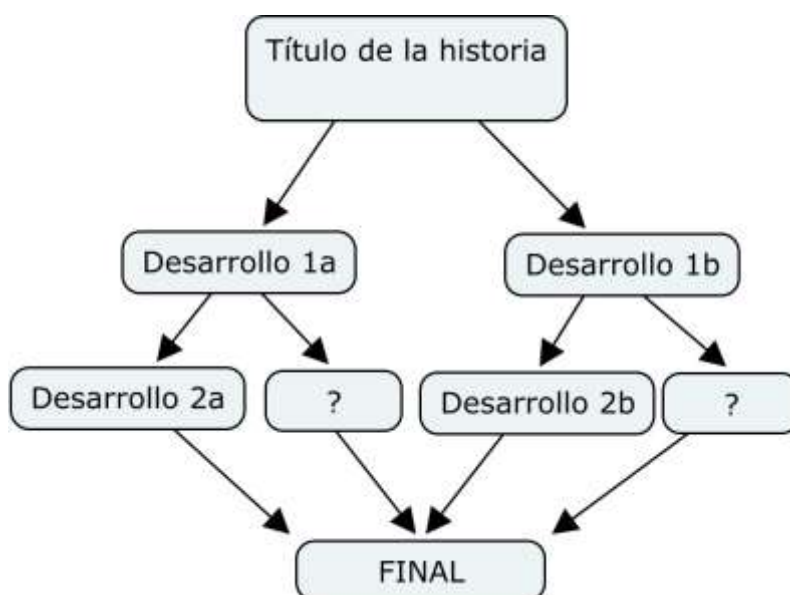 Título de la historia
Desarrollo 1a
Desarrollo 1b
Desarrollo 2a
?
Desarrollo 2b
?
FINAL